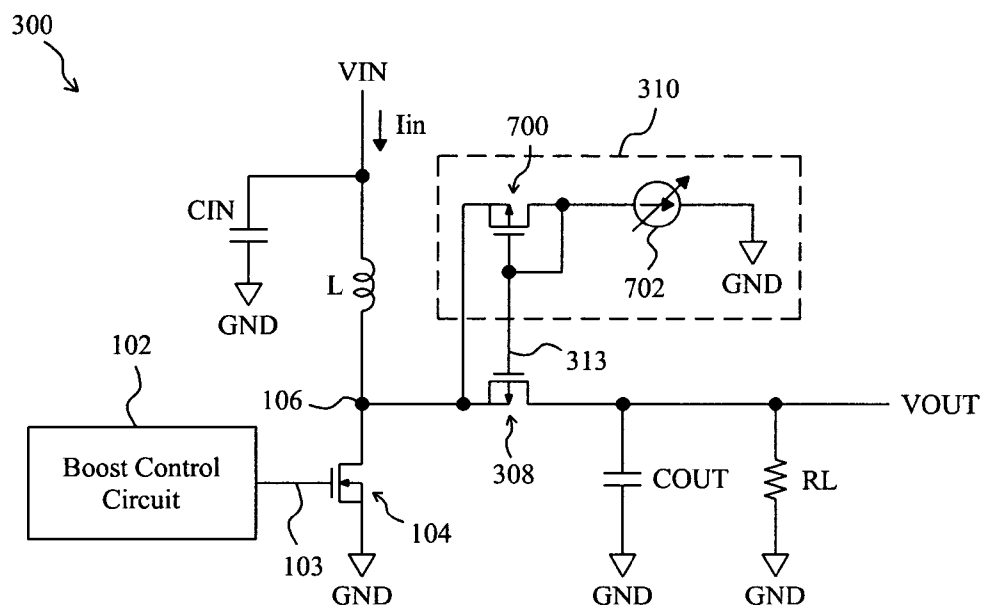 300
VIN
Iin
310
700
CIN
L
GND
702
GND
313
102
106
VOUT
Boost Control
Circuit
308
COUT
RL
103
104
GND
GND
GND